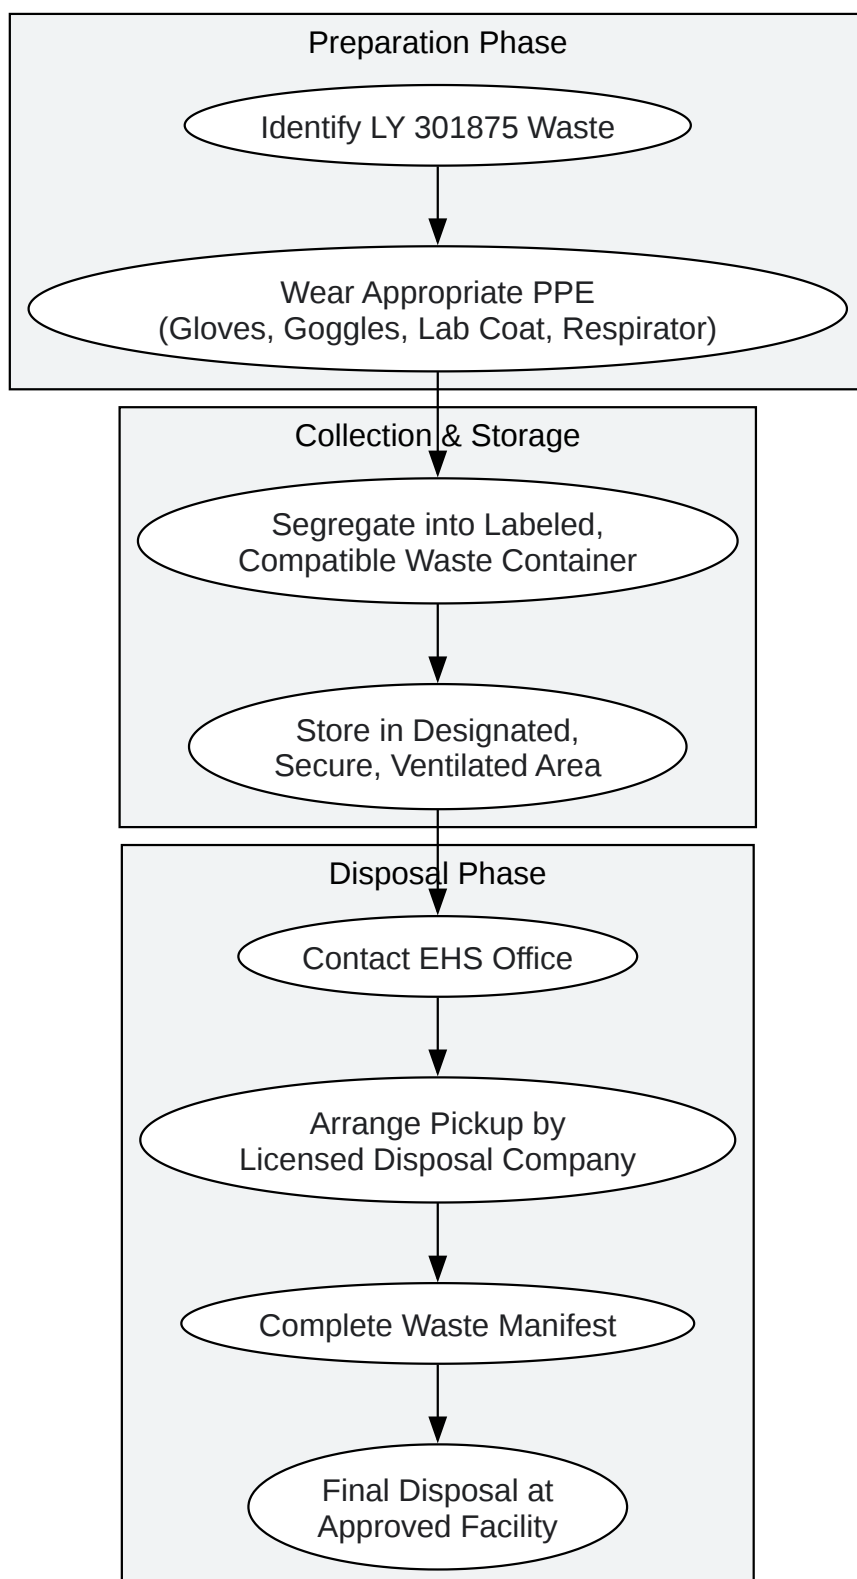 Preparation Phase
Identify LY 301875 Waste
Wear Appropriate PPE
(Gloves, Goggles, Lab Coat, Respirator)
Collection & Storage
Segregate into Labeled,
Compatible Waste Container
Store in Designated,
Secure, Ventilated Area
Disposal Phase
Contact EHS Office
Arrange Pickup by
Licensed Disposal Company
Complete Waste Manifest
Final Disposal at
Approved Facility